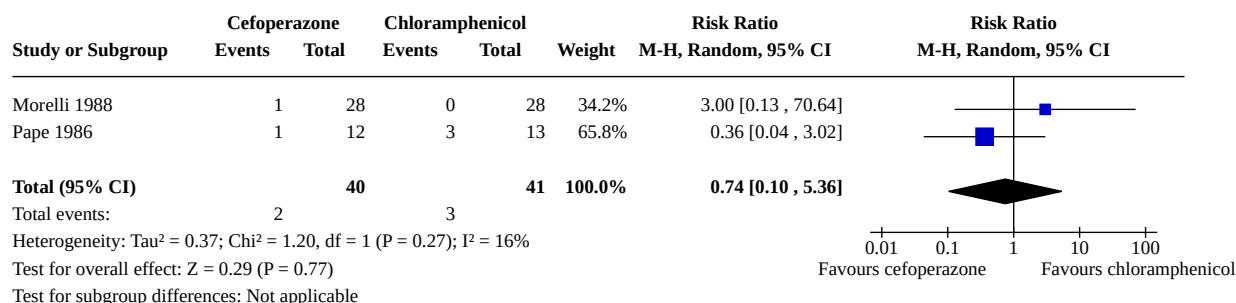 Cefoperazone Chloramphenicol Risk Ratio Risk Ratio
Study or Subgroup Events Total Events Total Weight M-H, Random, 95% CI M-H, Random, 95% CI
Morelli 1988 1 28 0 28 34.2% 3.00 [0.13 , 70.64]
Pape 1986 1 12 3 13 65.8% 0.36 [0.04 , 3.02]
Total (95% CI) 40 41 100.0% 0.74 [0.10 , 5.36]
Total events: 2 3
Heterogeneity: Tau² = 0.37; Chi² = 1.20, df = 1 (P = 0.27); I² = 16%
0.01 0.1 1 10 100
Test for overall effect: Z = 0.29 (P = 0.77)
Favours cefoperazone Favours chloramphenicol
Test for subgroup differences: Not applicable